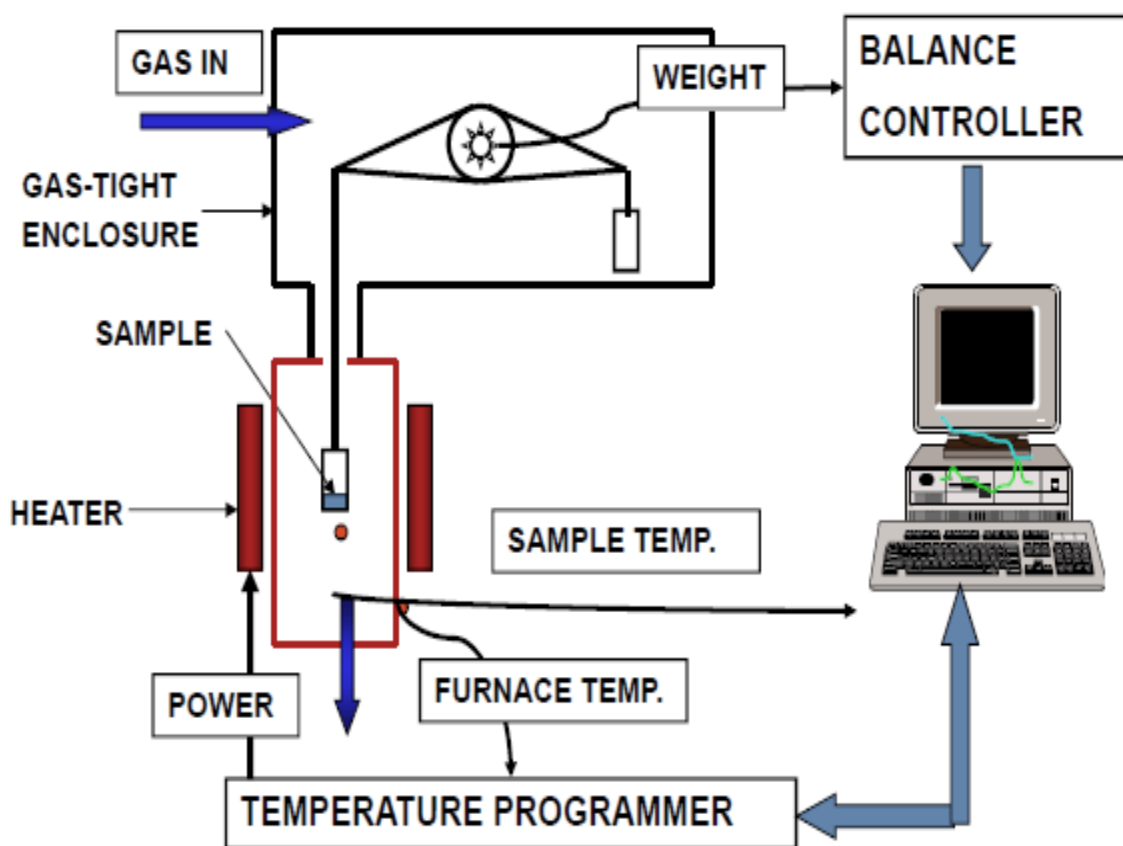 GAS IN
WEIGHT
BALANCE
CONTROLLER
GAS-TIGHT
ENCLOSURE
SAMPLE
HEATER
SAMPLE TEMP.
POWER
FURNACE TEMP.
TEMPERATURE PROGRAMMER